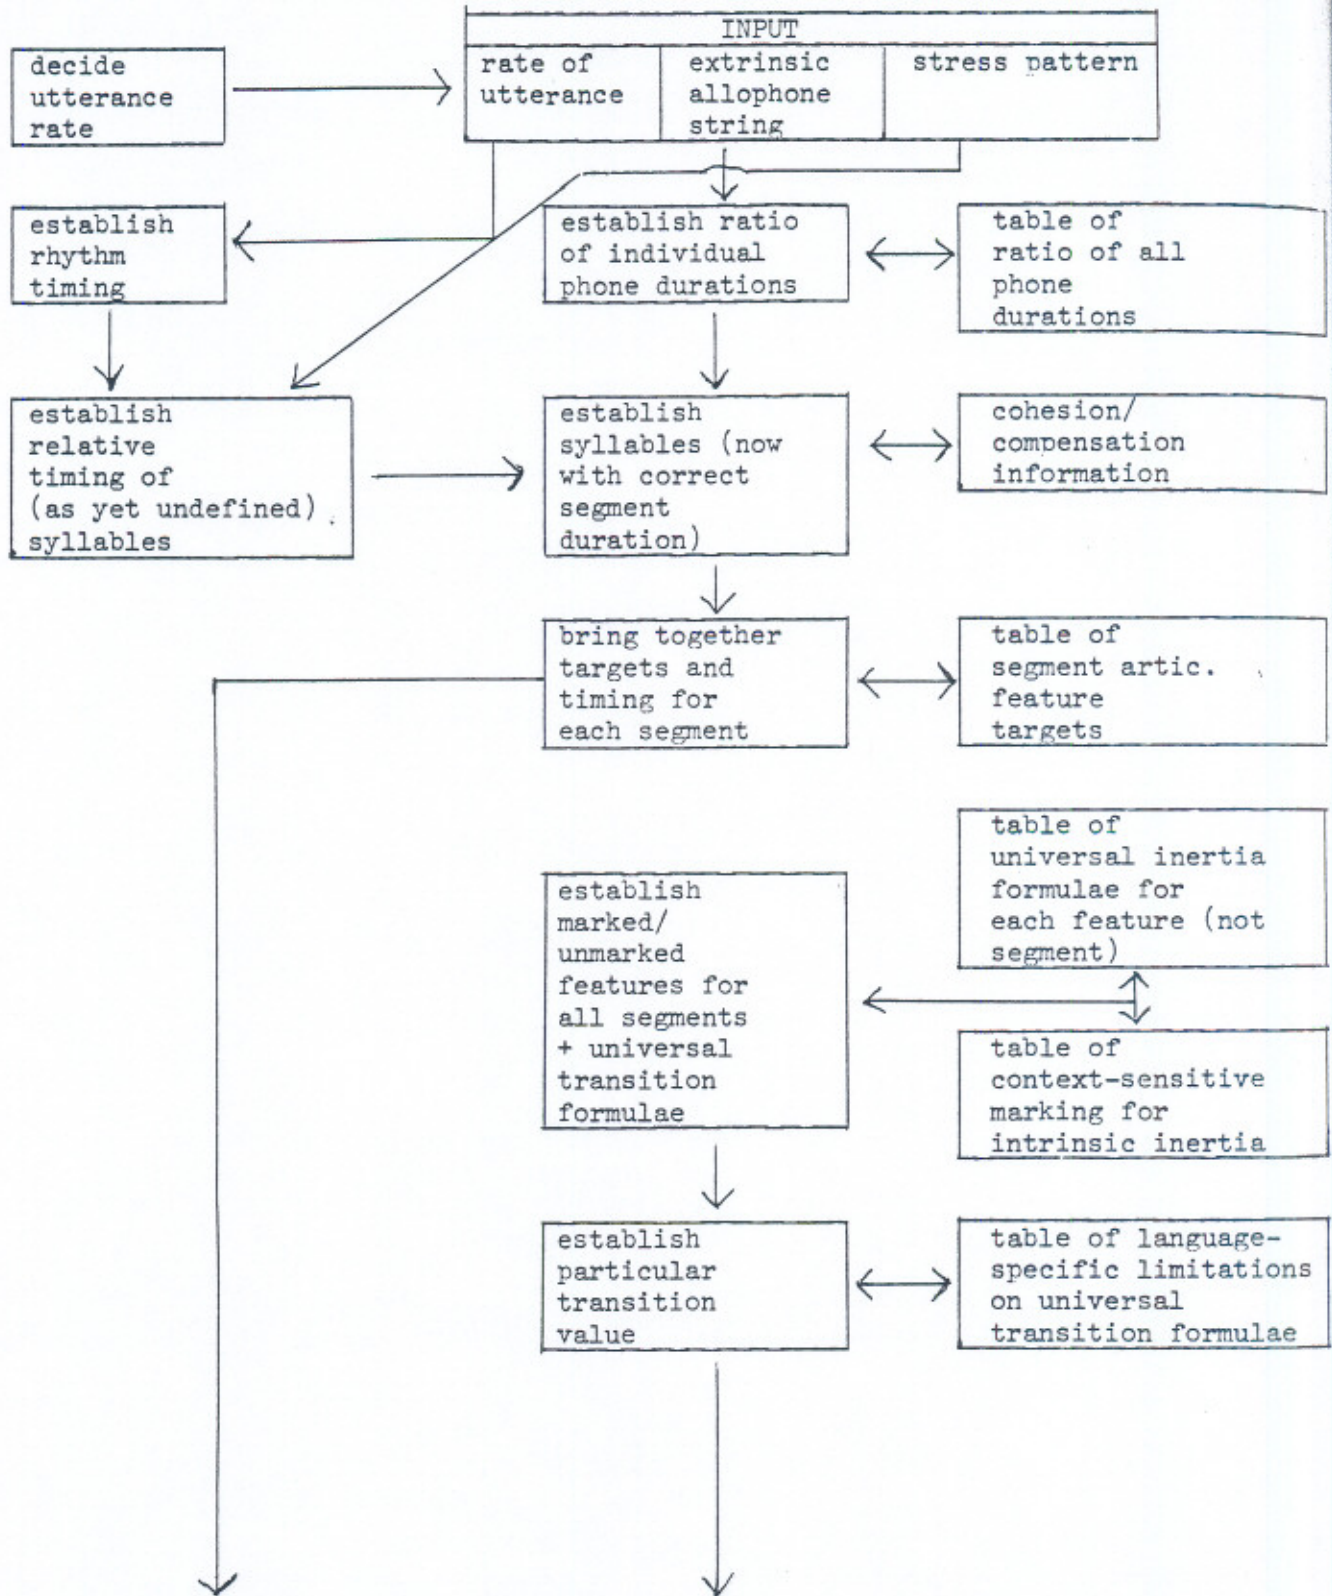 INPUT
decide
utterance
rate
rate of
utterance
extrinsic
allophone
string
stress pattern
establish
rhythm
timing
establish ratio
of individual
phone durations
table of
ratio of all
phone
durations
establish
relative
timing of
(as yet undefined)
syllables
establish
syllables (now
with correct
segment
duration)
cohesion/
compensation
information
bring together
targets and
timing for
each segment
table of
segment artic.
feature
targets
table of
universal inertia
formulae for
each feature (not
segment)
establish
marked/
unmarked
features for
all segments
+ universal
transition
formulae
table of
context-sensitive
marking for
intrinsic inertia
establish
particular
transition
value
table of language-
specific limitations
on universal
transition formulae